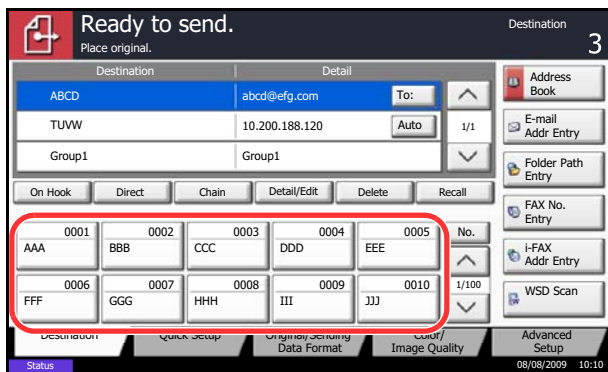 Ready to send.
Place original.
Destination
3
Destination Detail
ABCD abcd@efg.com To:
TUVW 10.200.188.120 Auto 1/1
Group1 Group1
On Hook Direct Chain Detail/Edit Delete Recall
Address
Book
E-mail
Addr Entry
Folder Path
Entry
FAX No.
Entry
i-FAX
Addr Entry
WSD Scan
0001 0002 0003 0004 0005 No.
AAA BBB CCC DDD EEE
0006 0007 0008 0009 0010 1/100
FFF GGG HHH III JJJ
Destination Quick Setup Original/Sending
Data Format Color/
Image Quality Advanced
Setup
Status 08/08/2009 10:10